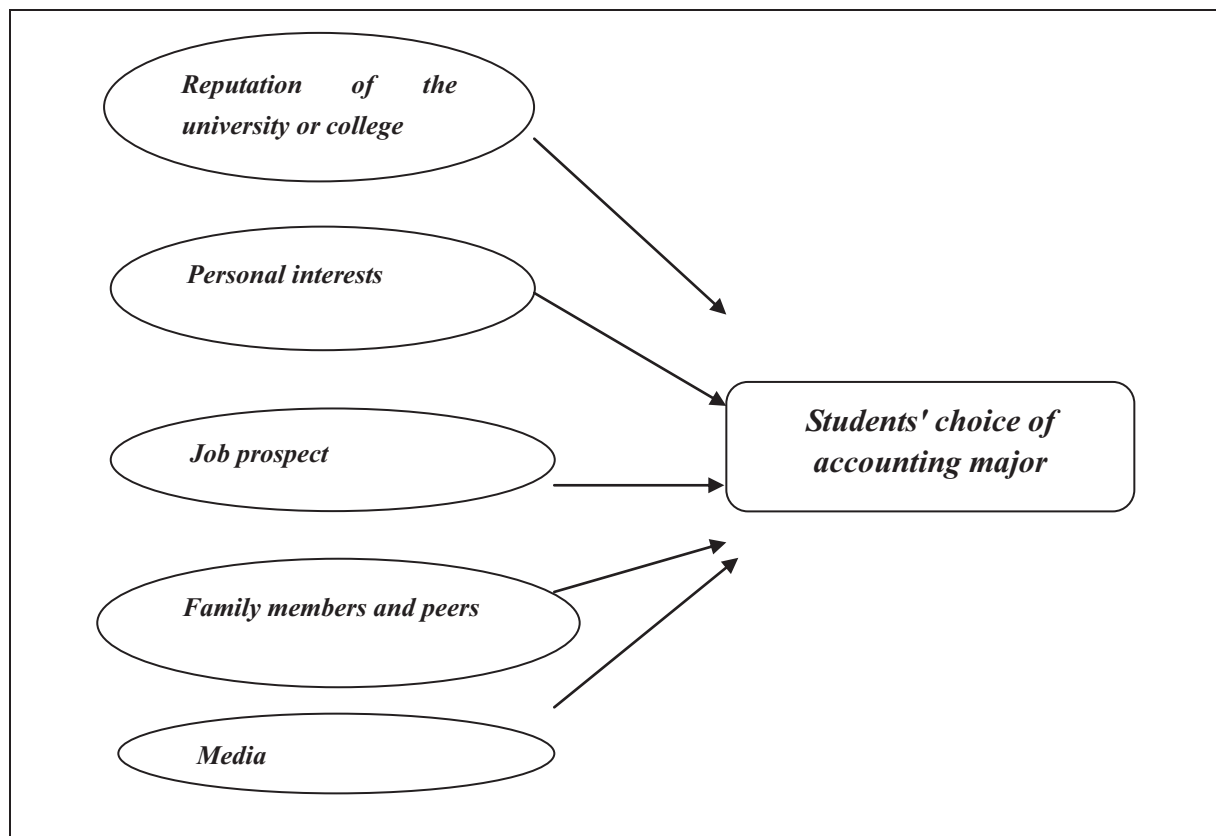 Reputation of the
university or college
Personal interests
Job prospect
Students' choice of
accounting major
Family members and peers
Media